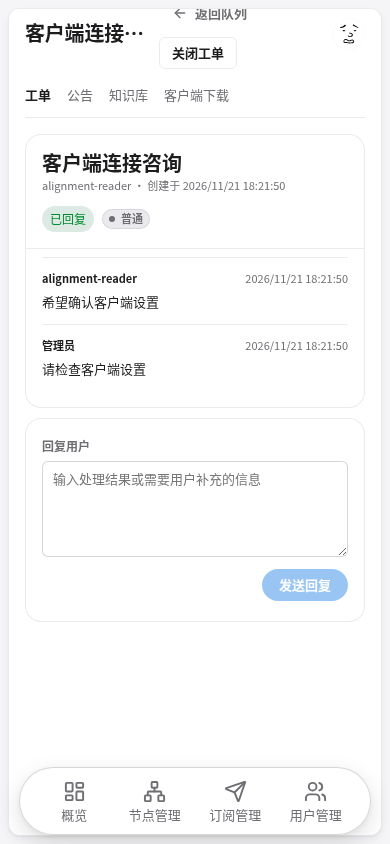 返回队列
客户端连接…
关闭工单
工单 公告 知识库 客户端下载
客户端连接咨询
alignment-reader · 创建于 2026/11/21 18:21:50
已回复 普通
alignment-reader 2026/11/21 18:21:50
希望确认客户端设置
管理员 2026/11/21 18:21:50
请检查客户端设置
回复用户
输入处理结果或需要用户补充的信息
发送回复
概览 节点管理 订阅管理 用户管理